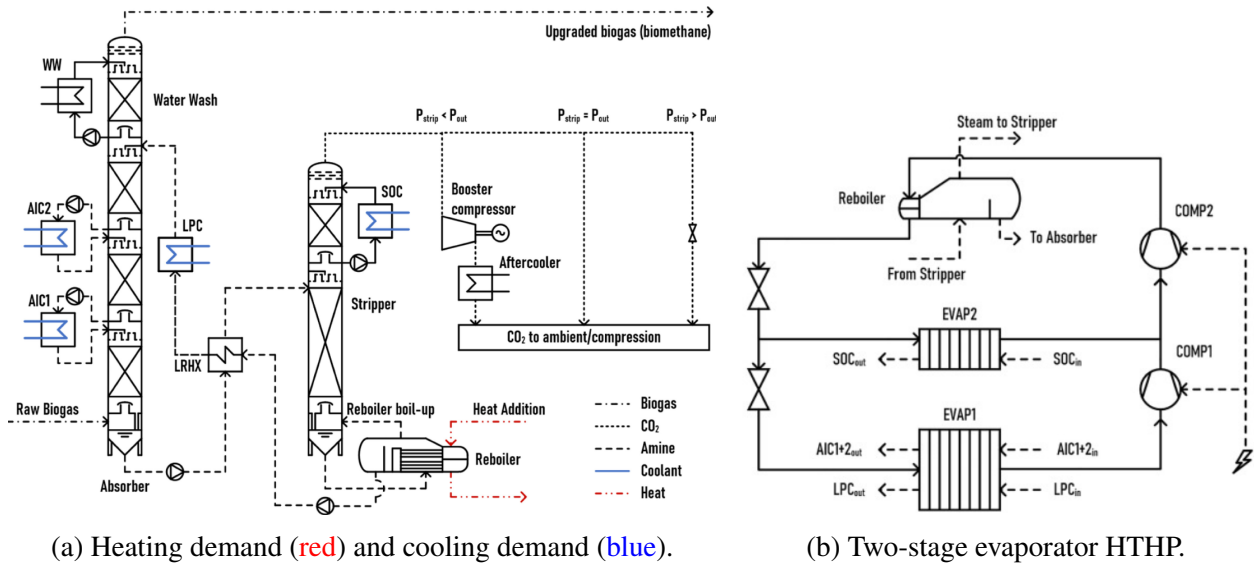 Upgraded biogas (biomethane)
WW
Water Wash
P_strip < P_out
P_strip = P_out
P_strip > P_out
AIC2
LPC
SOC
Booster
compressor
Aftercooler
AIC1
Stripper
CO₂ to ambient/compression
LRHX
Raw Biogas
Reboiler boil-up
Heat Addition
Reboiler
Absorber
Biogas
CO₂
Amine
Coolant
Heat
(a) Heating demand (red) and cooling demand (blue).
Steam to Stripper
Reboiler
COMP2
To Absorber
From Stripper
EVAP2
SOC_out
SOC_in
COMP1
EVAP1
AIC1+2_out
AIC1+2_in
LPC_out
LPC_in
(b) Two-stage evaporator HTHP.